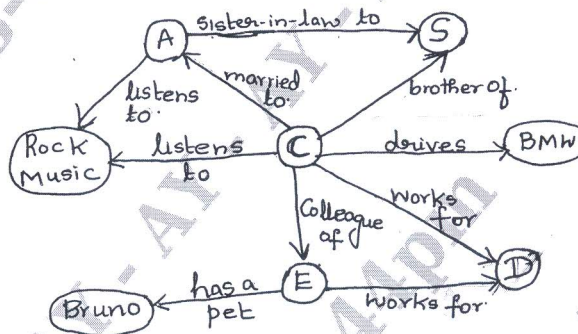 sister-in-law to
A
S
listens
to.
married
to.
brother of.
Rock
Music
listens
to
C
drives
BMW
Colleague
of
works
for
E
D
has a
pet
Bruno
works for.
44pm